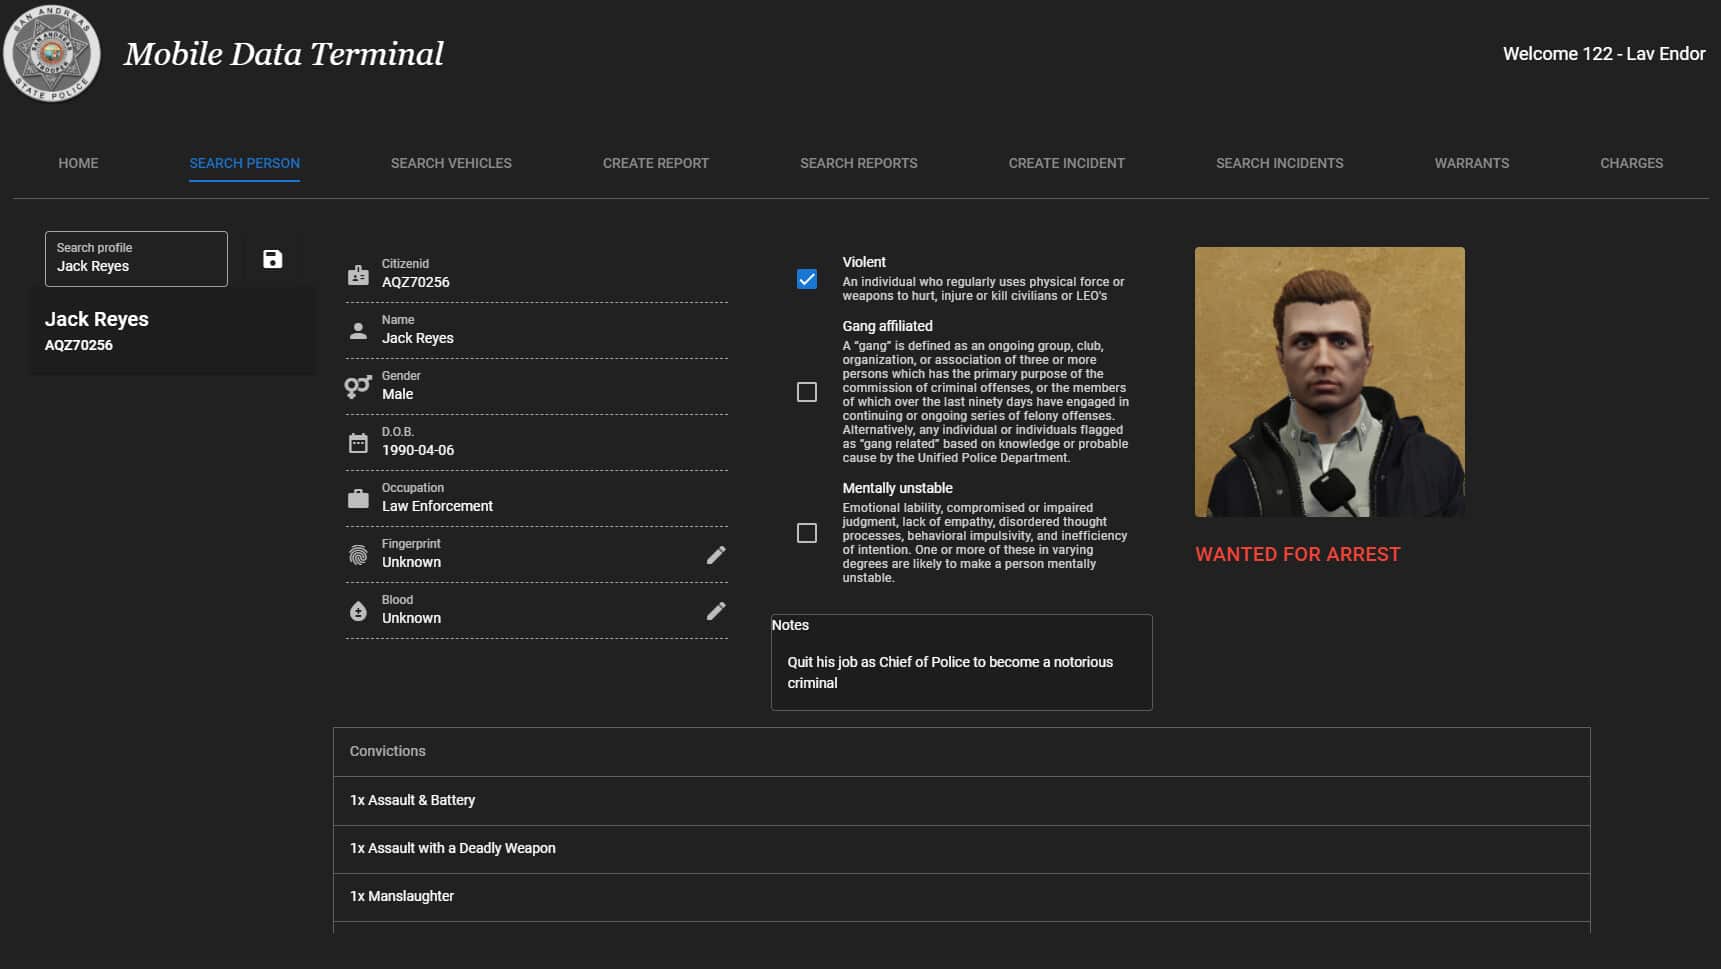 SAN ANDREAS
SAN ANDREAS
TROOPER
STATE POLICE
Mobile Data Terminal
Welcome 122 - Lav Endor
HOME
SEARCH PERSON
SEARCH VEHICLES
CREATE REPORT
SEARCH REPORTS
CREATE INCIDENT
SEARCH INCIDENTS
WARRANTS
CHARGES
Search profile
Jack Reyes
Jack Reyes
AQZ70256
Citizenid
AQZ70256
Name
Jack Reyes
Gender
Male
D.O.B.
1990-04-06
Occupation
Law Enforcement
Fingerprint
Unknown
Blood
Unknown
Violent
An individual who regularly uses physical force or
weapons to hurt, injure or kill civilians or LEO's
Gang affiliated
A “gang” is defined as an ongoing group, club,
organization, or association of three or more
persons which has the primary purpose of the
commission of criminal offenses, or the members
of which over the last ninety days have engaged in
continuing or ongoing series of felony offenses.
Alternatively, any individual or individuals flagged
as “gang related” based on knowledge or probable
cause by the Unified Police Department.
Mentally unstable
Emotional lability, compromised or impaired
judgment, lack of empathy, disordered thought
processes, behavioral impulsivity, and inefficiency
of intention. One or more of these in varying
degrees are likely to make a person mentally
unstable.
Notes
Quit his job as Chief of Police to become a notorious
criminal
WANTED FOR ARREST
Convictions
1x Assault & Battery
1x Assault with a Deadly Weapon
1x Manslaughter